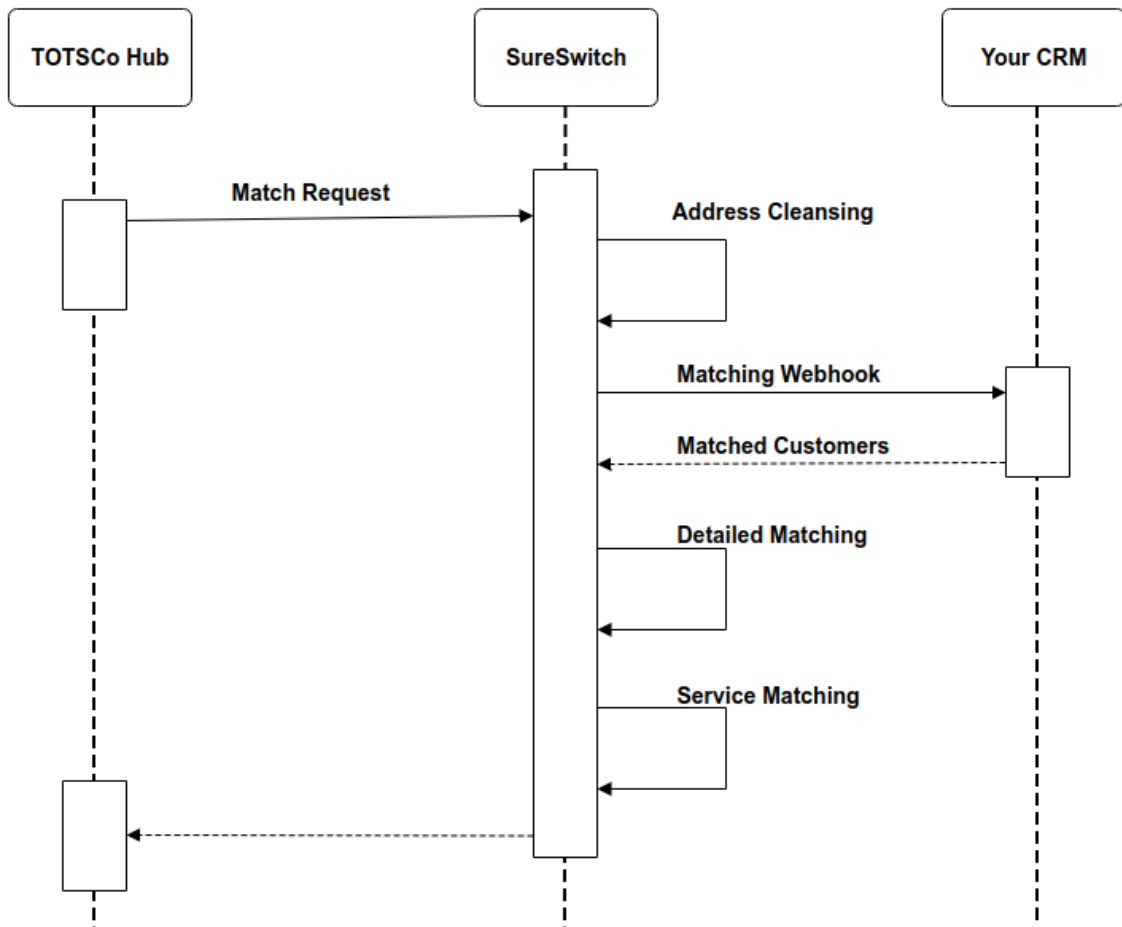 TOTSCo Hub
SureSwitch
Your CRM
Match Request
Address Cleansing
Matching Webhook
Matched Customers
Detailed Matching
Service Matching